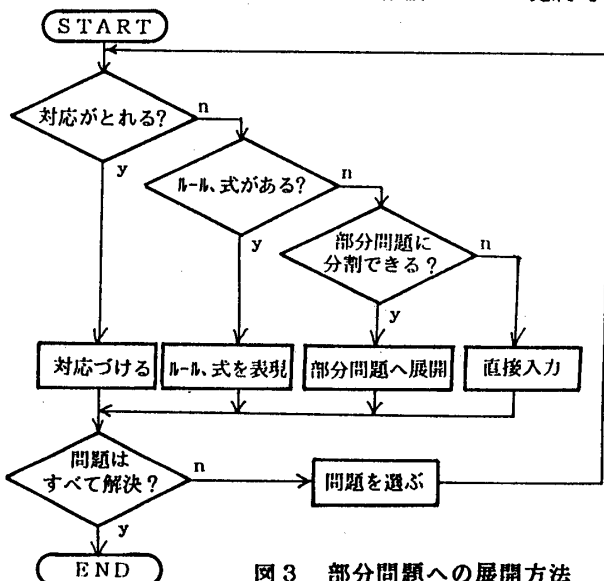 START
対応がとれる?
n
y
ルール、式がある?
n
y
部分問題に
分割できる?
n
y
対応づける
ルール、式を表現
部分問題へ展開
直接入力
問題は
すべて解決?
n
問題を選ぶ
y
END
図3 部分問題への展開方法